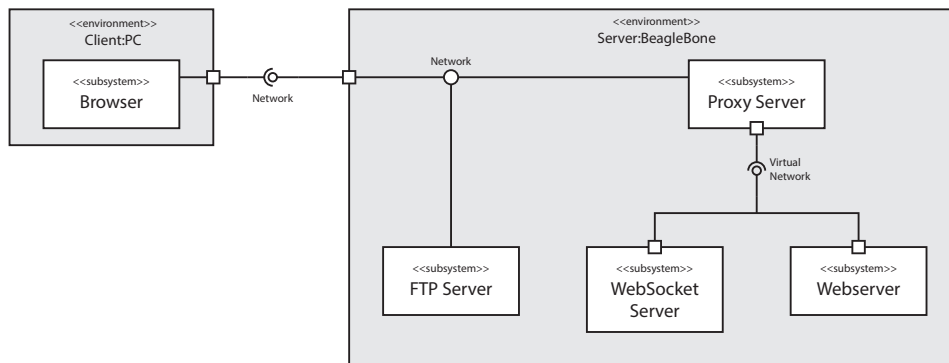 <<environment>>
Client:PC
<<subsystem>>
Browser
Network
<<environment>>
Server:BeagleBone
Network
<<subsystem>>
Proxy Server
Virtual
Network
<<subsystem>>
FTP Server
<<subsystem>>
WebSocket
Server
<<subsystem>>
Webserver